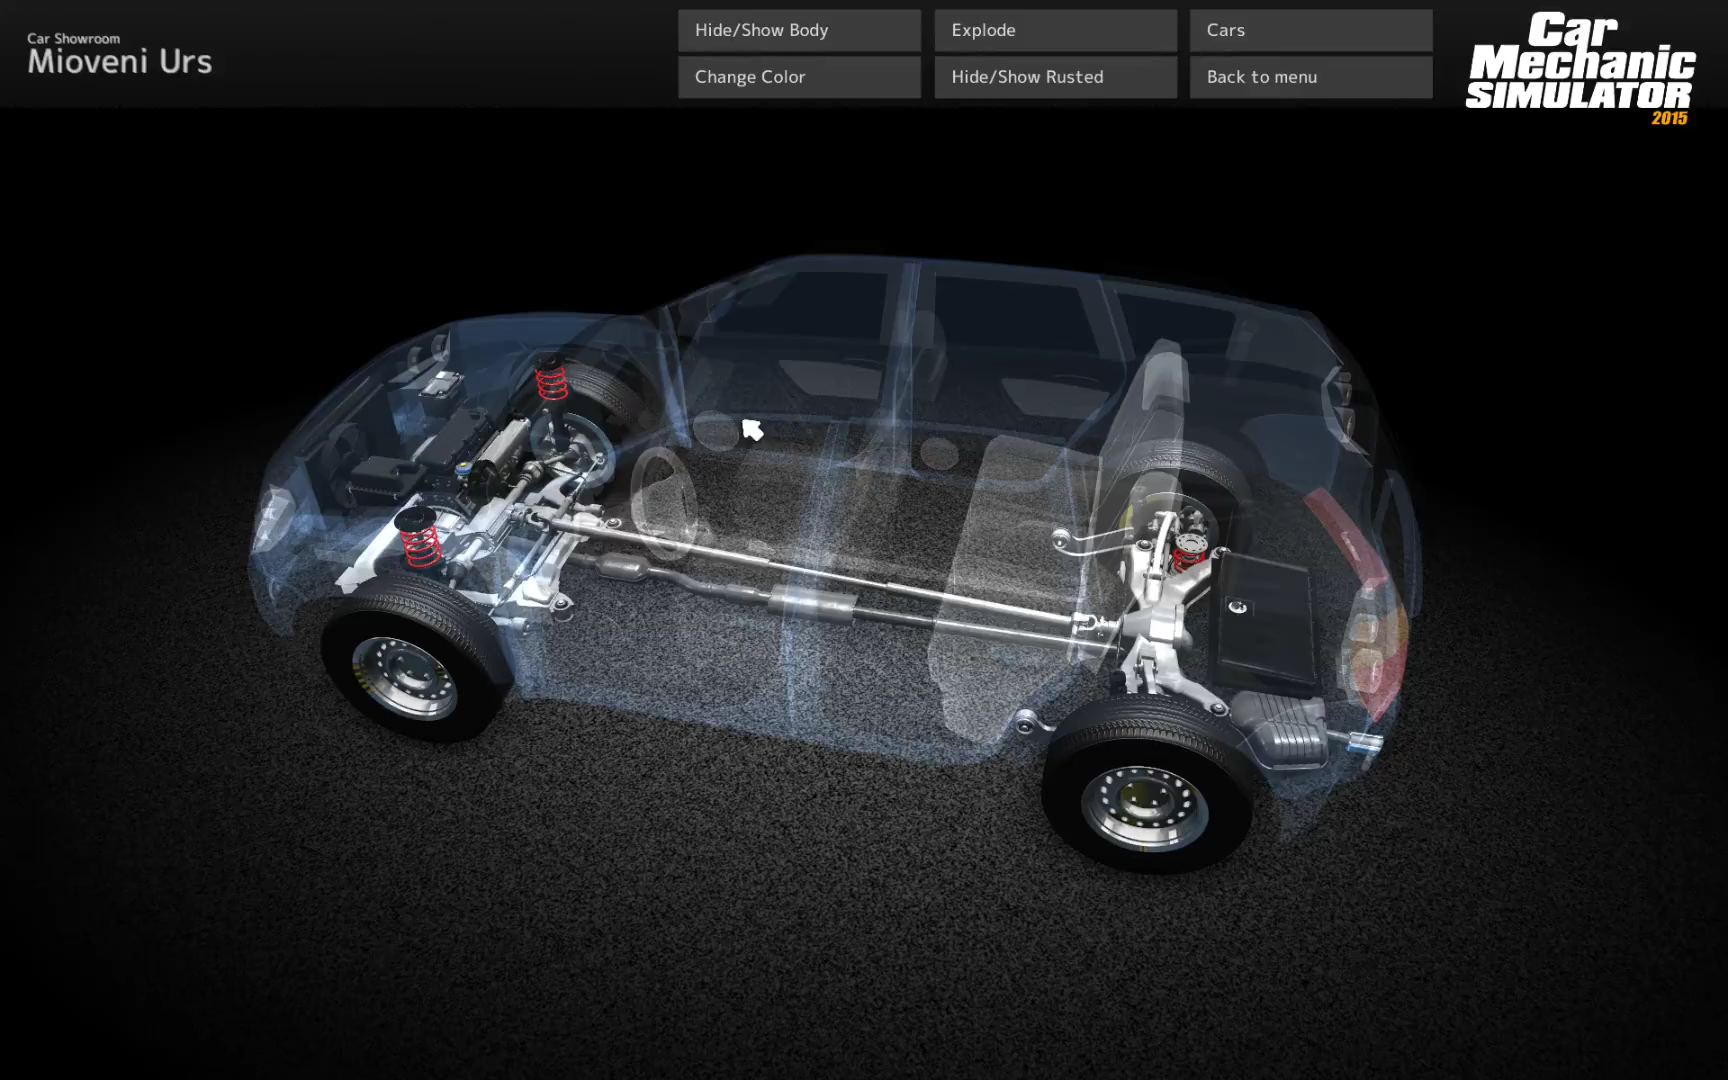 Car Showroom
Mioveni Urs
Hide/Show Body
Explode
Cars
Change Color
Hide/Show Rusted
Back to menu
Car
Mechanic
SIMULATOR
2015